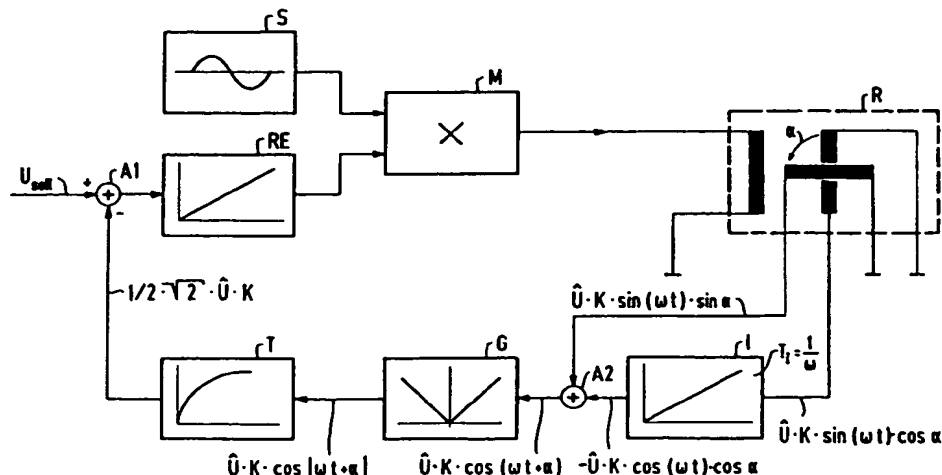 S
M
R
α
RE
U_soll
+
A1
-
1/2·√2·Û·K
Û·K·sin(ωt)·sin α
T
G
A2
I
T_I = 1/ω
Û·K·sin(ωt)·cos α
Û·K·cos|ωt+α|
Û·K·cos(ωt+α)
-Û·K·cos(ωt)·cos α